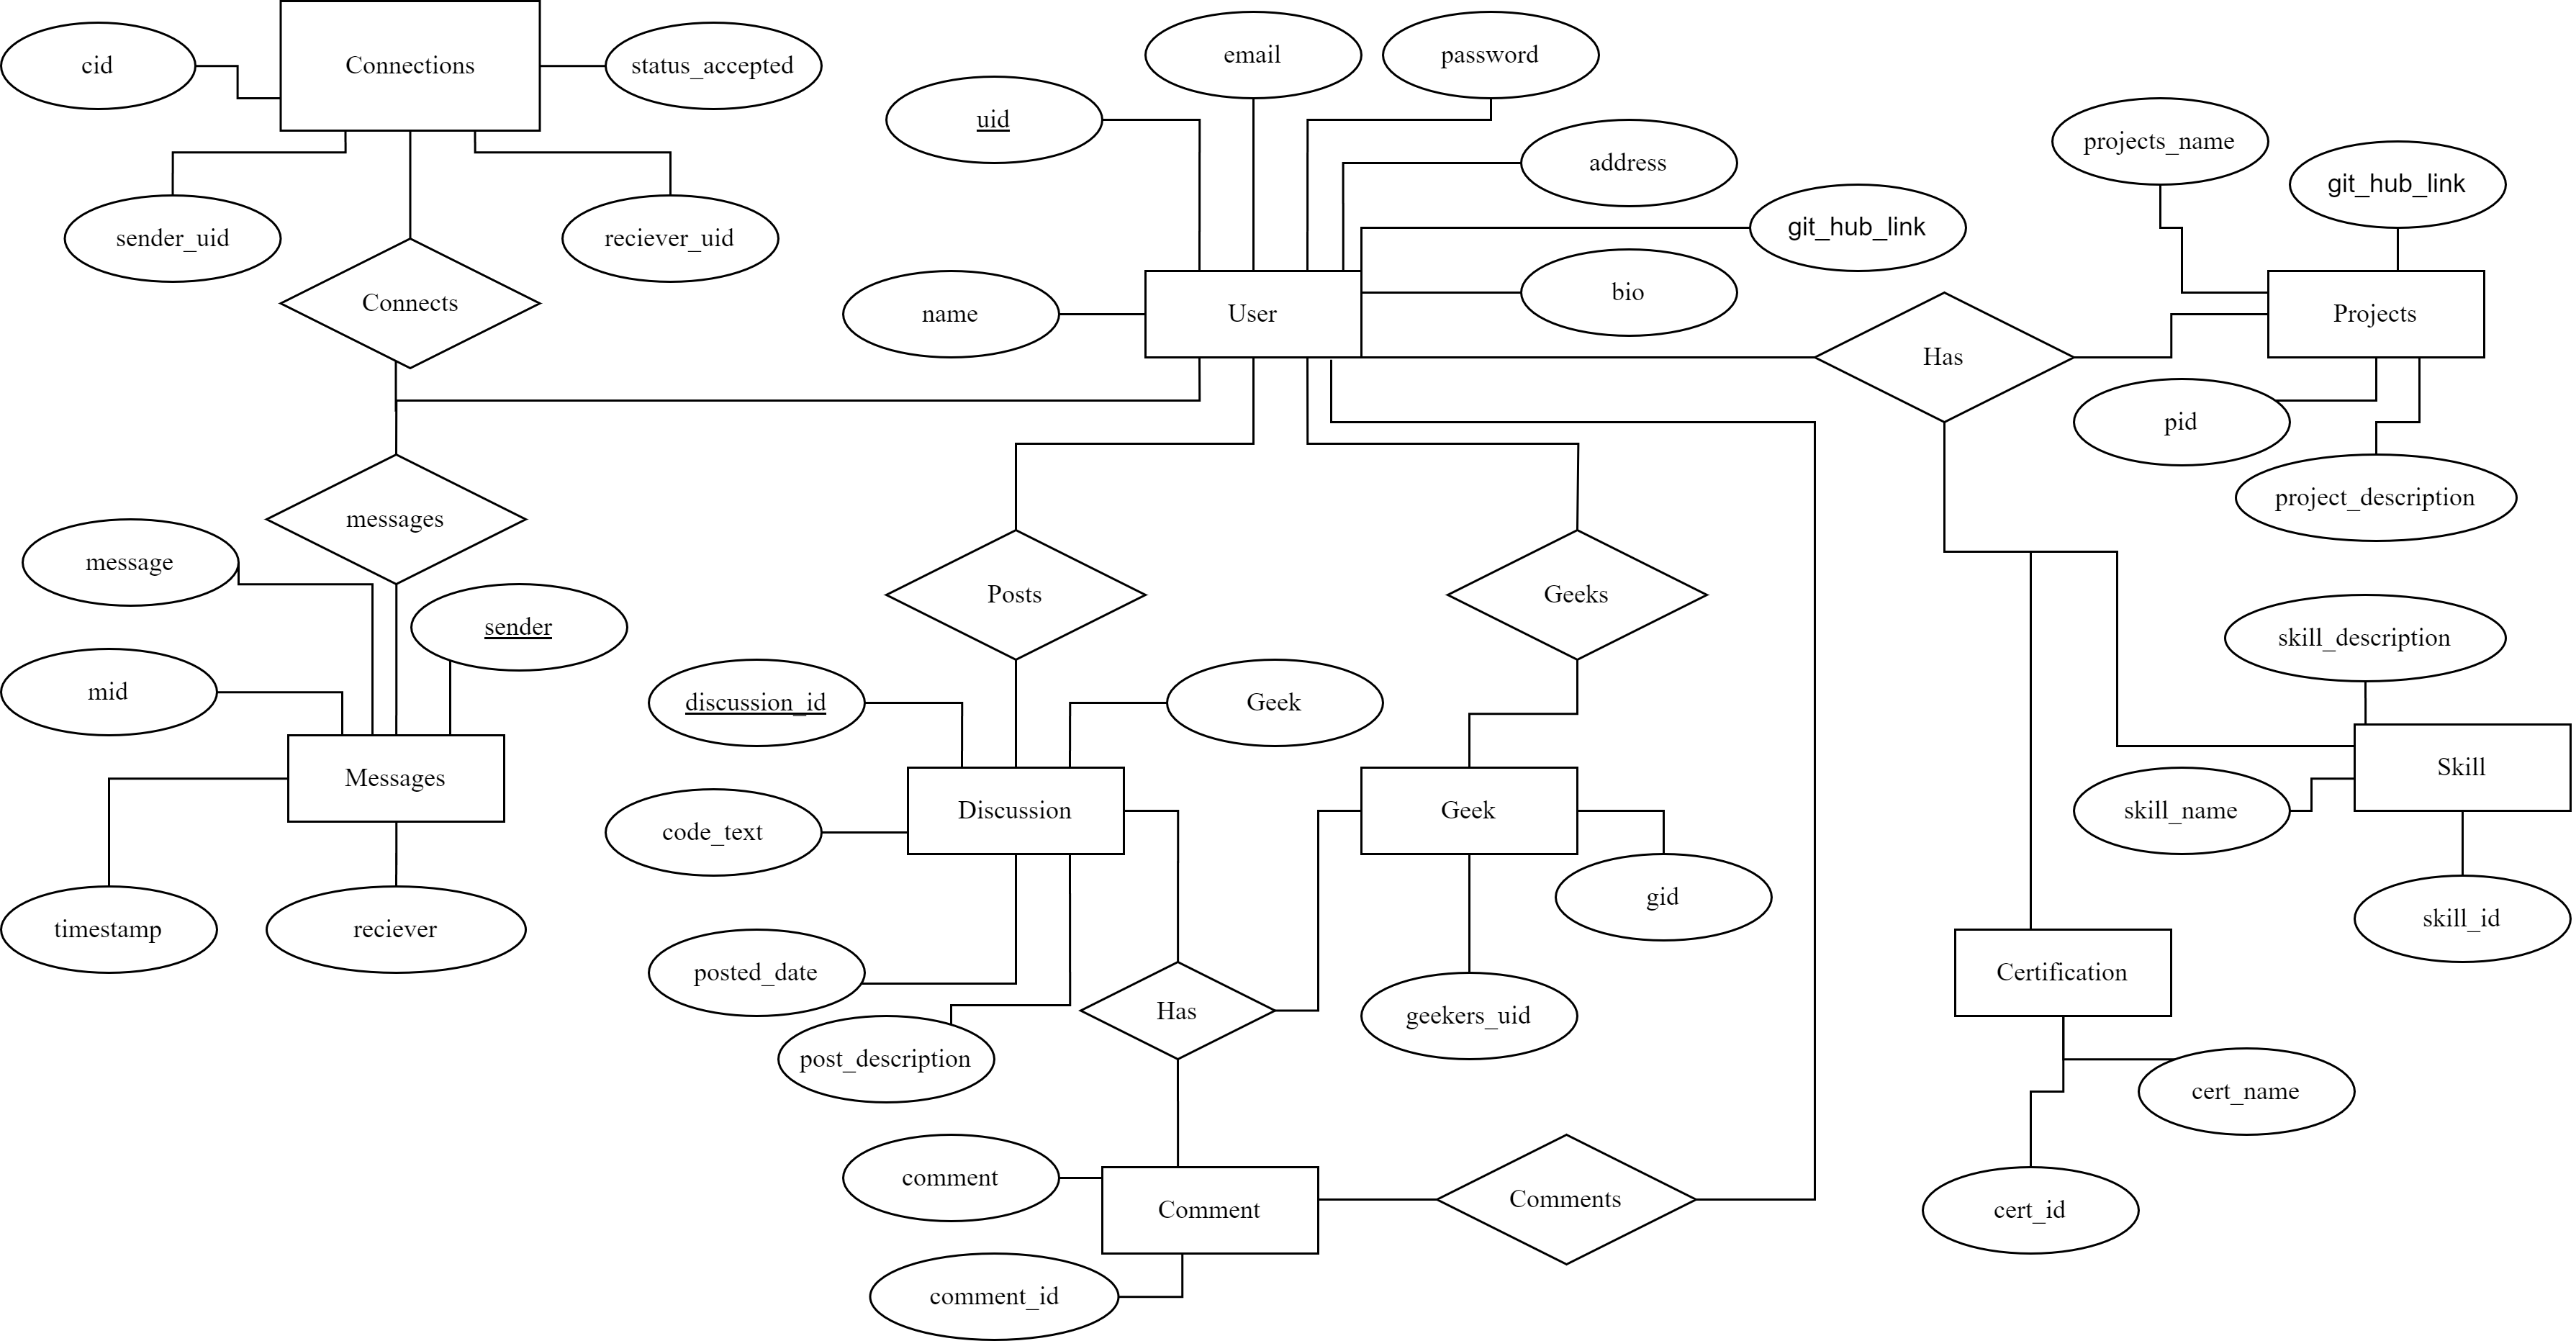 Connections
cid
status_accepted
sender_uid
reciever_uid
Connects
email
password
uid
address
git_hub_link
bio
name
User
projects_name
git_hub_link
Projects
Has
pid
project_description
messages
message
sender
mid
Messages
timestamp
reciever
Posts
Geeks
discussion_id
Geek
Discussion
code_text
posted_date
post_description
Geek
gid
geekers_uid
Has
skill_description
Skill
skill_name
skill_id
Certification
cert_name
cert_id
comment
Comment
Comments
comment_id